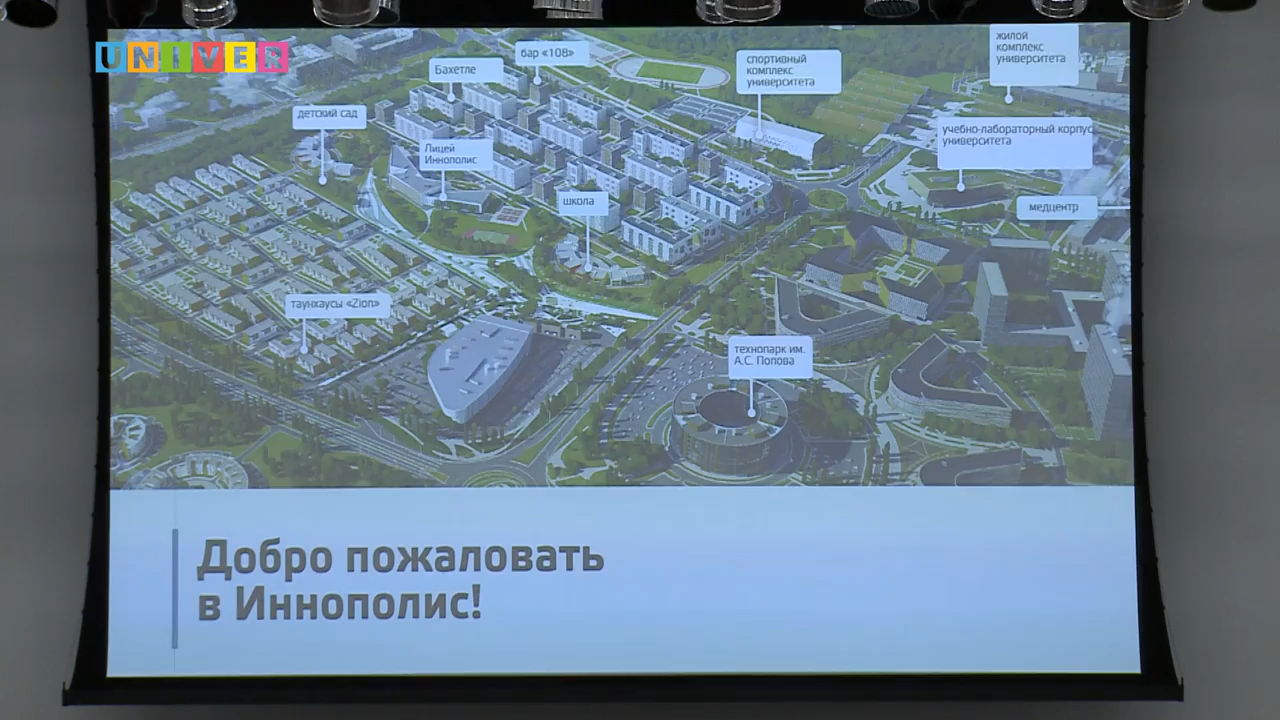 UNIVER
бар «108»
Бахетле
спортивный
комплекс
университета
жилой
комплекс
университета
детский сад
Лицей
Иннополис
учебно-лабораторный корпус
университета
школа
медцентр
таунхаусы «Zion»
технопарк им.
А.С. Попова
Добро пожаловать
в Иннополис!